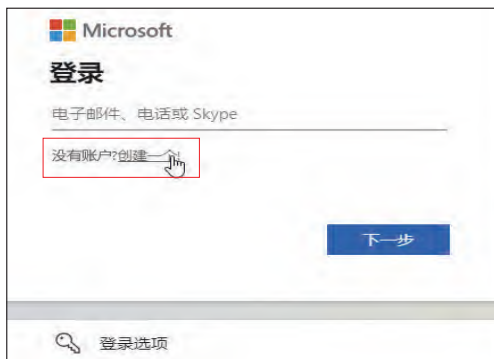 Microsoft
登录
电子邮件、电话或 Skype
没有账户?创建一个!
下一步
登录选项